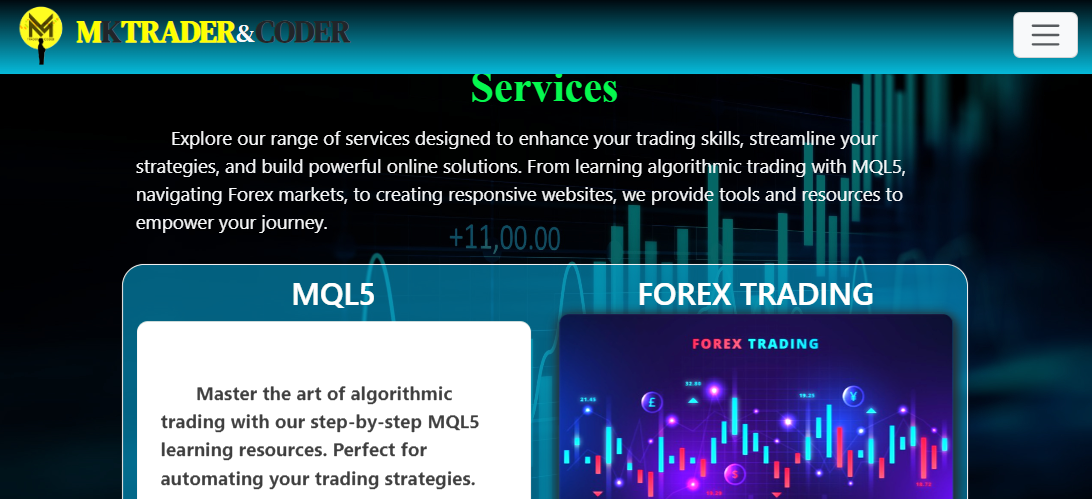 MKTRADER&CODER
Services
Explore our range of services designed to enhance your trading skills, streamline your
strategies, and build powerful online solutions. From learning algorithmic trading with MQL5,
navigating Forex markets, to creating responsive websites, we provide tools and resources to
empower your journey.
+11,00.00
MQL5
FOREX TRADING
Master the art of algorithmic
trading with our step-by-step MQL5
learning resources. Perfect for
automating your trading strategies.
FOREX TRADING
£
¥
$